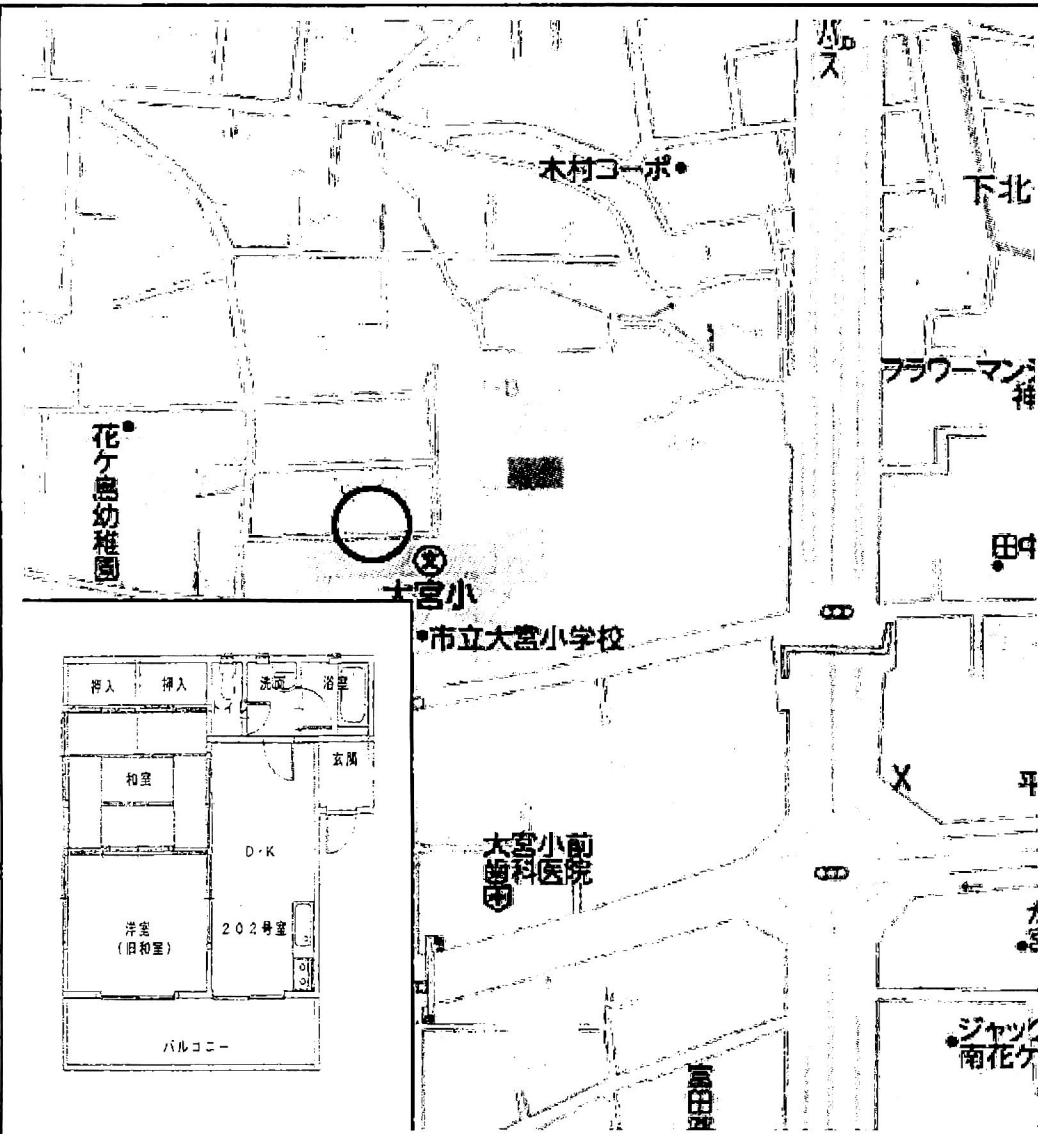 バ
ス
木村コーポ
下北
フラワーマン
花ケ島幼稚園
文
大宮小
市立大宮小学校
田中
押入
押入
トイレ
洗面
浴室
玄関
和室
D・K
洋室
(旧和室)
202号室
バルコニー
大宮小前
歯科医院
平
ジャック
南花ケ
富田